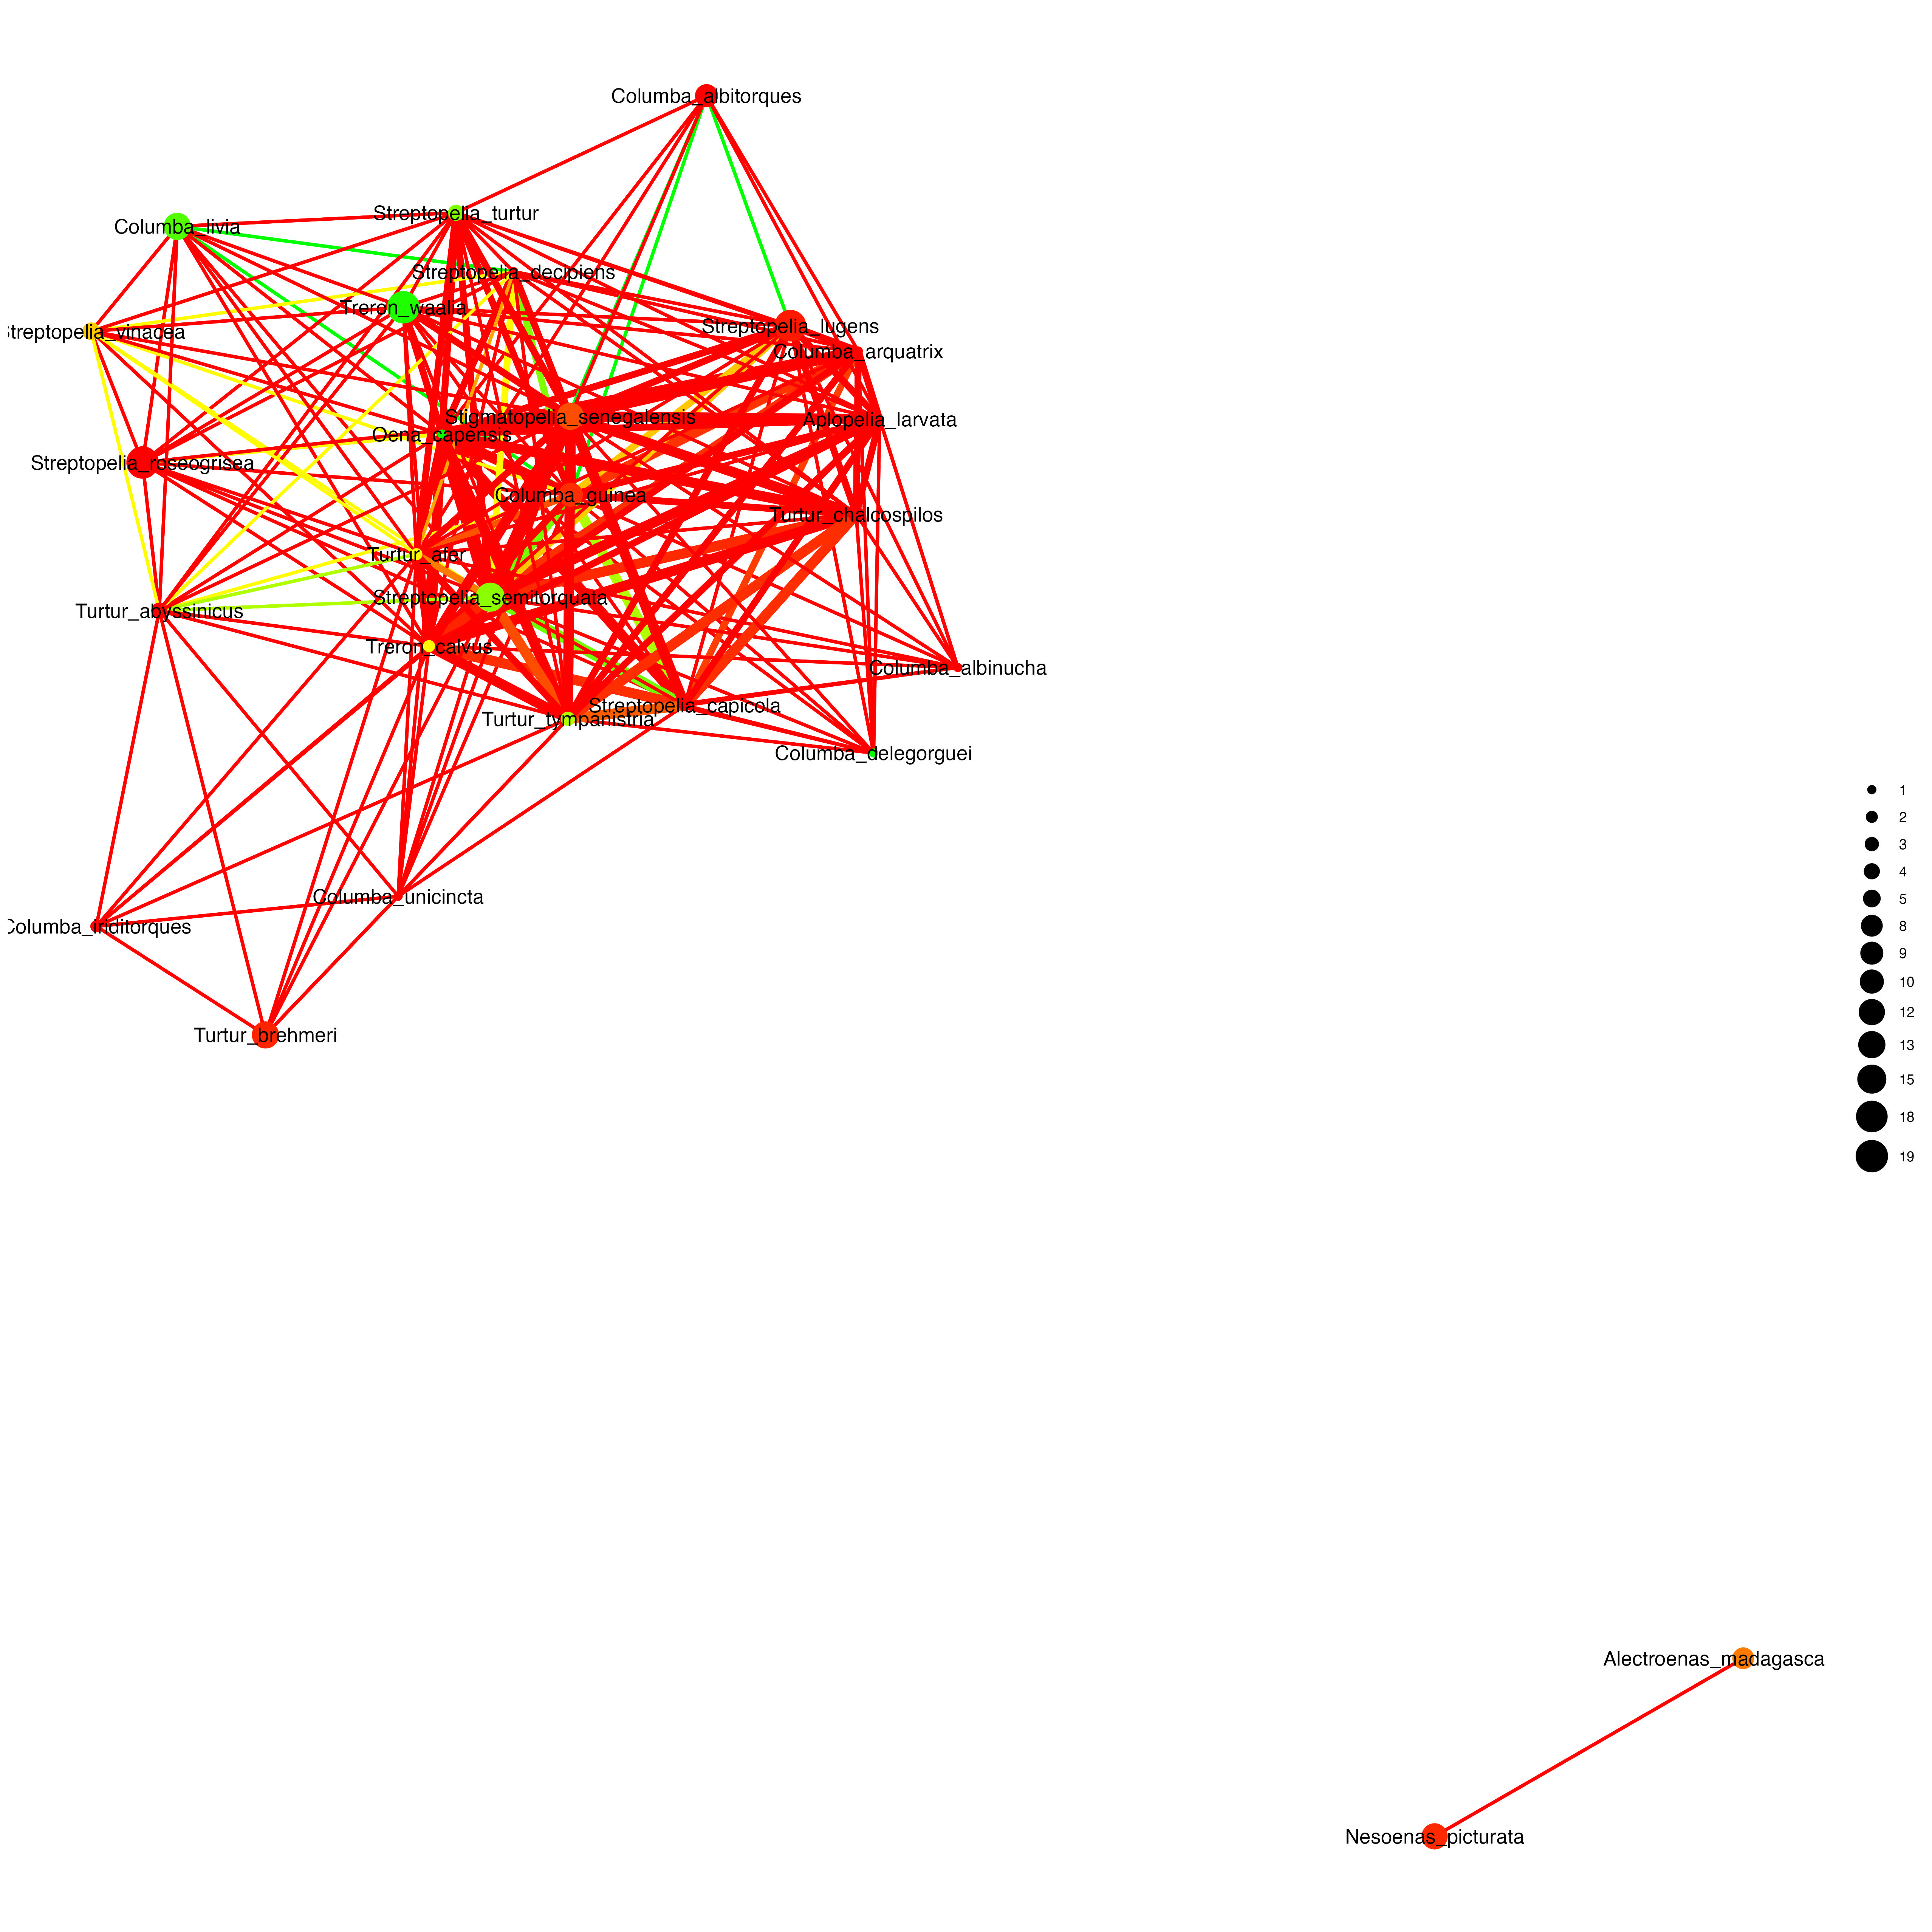 Columba_albitorques
Streptopelia_turtur
Columba_livia
Streptopelia_decipiens
Treron_waalia
Streptopelia_vinacea
Streptopelia_lugens
Columba_arquatrix
Stigmatopelia_senegalensis
Aplopelia_larvata
Oena_capensis
Streptopelia_roseogrisea
Columba_guinea
Turtur_chalcospilos
Turtur_afer
Streptopelia_semitorquata
Turtur_abyssinicus
Treron_calvus
Columba_albinucha
Streptopelia_capicola
Turtur_tympanistria
Columba_delegorguei
Columba_unicincta
Columba_iriditorques
Turtur_brehmeri
1
2
3
4
5
8
9
10
12
13
15
18
19
Alectroenas_madagasca
Nesoenas_picturata